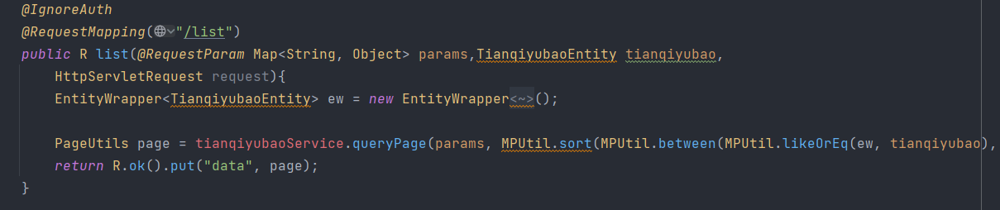 @IgnoreAuth
@RequestMapping("/list")
public R list(@RequestParam Map<String, Object> params,TianqiyubaoEntity tianqiyubao,
HttpServletRequest request){
EntityWrapper<TianqiyubaoEntity> ew = new EntityWrapper<~>();
PageUtils page = tianqiyubaoService.queryPage(params, MPUtil.sort(MPUtil.between(MPUtil.likeOrEq(ew, tianqiyubao),
return R.ok().put("data", page);
}